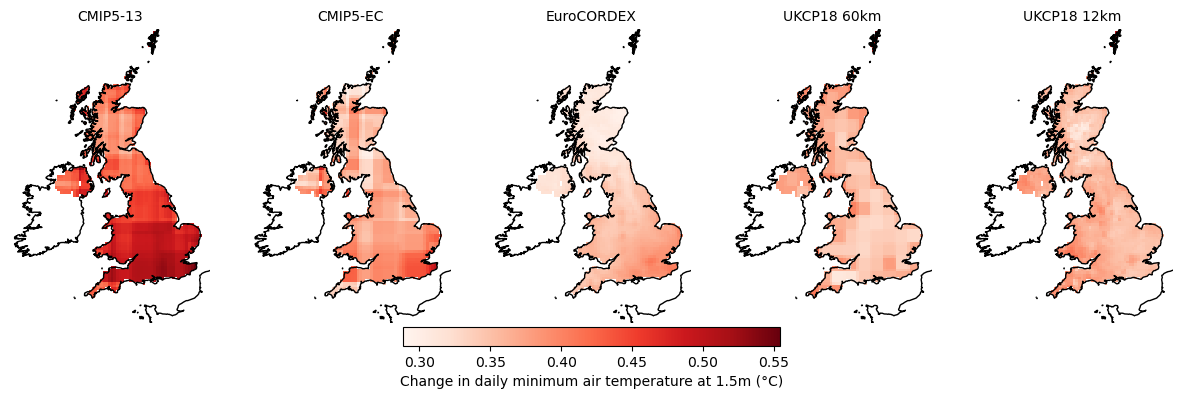 CMIP5-13 CMIP5-EC EuroCORDEX UKCP18 60km UKCP18 12km
0.30 0.35 0.40 0.45 0.50 0.55
Change in daily minimum air temperature at 1.5m (°C)